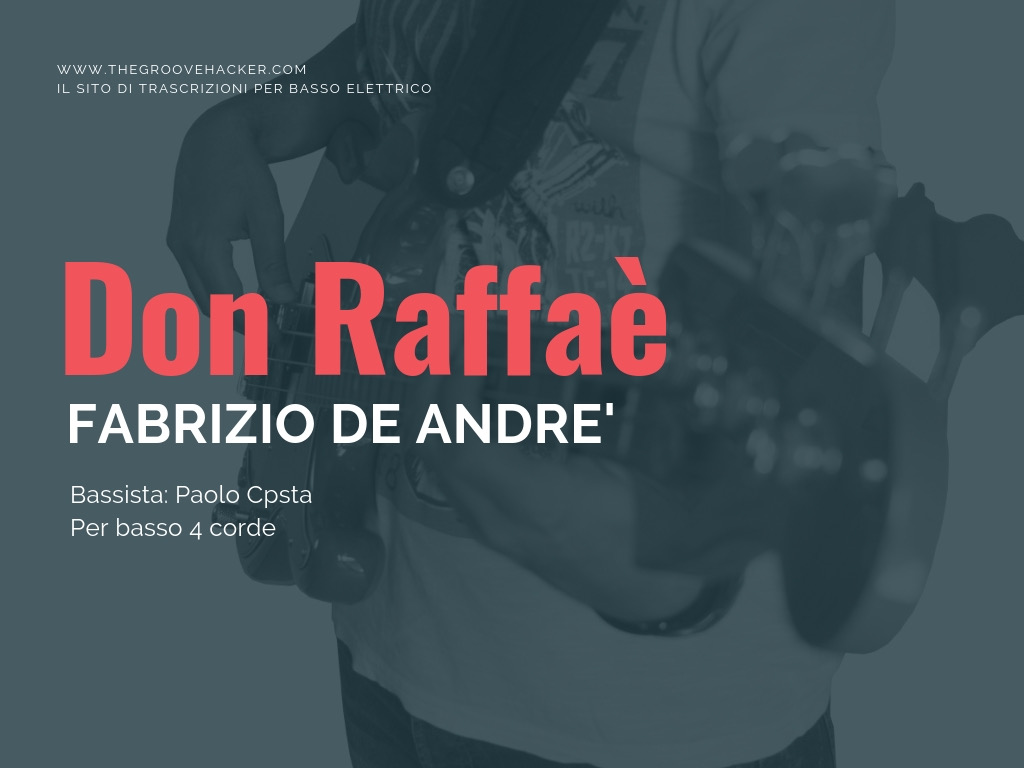 WWW.THEGROOVEHACKER.COM
IL SITO DI TRASCRIZIONI PER BASSO ELETTRICO
Don Raffaè
FABRIZIO DE ANDRE'
Bassista: Paolo Cpsta
Per basso 4 corde